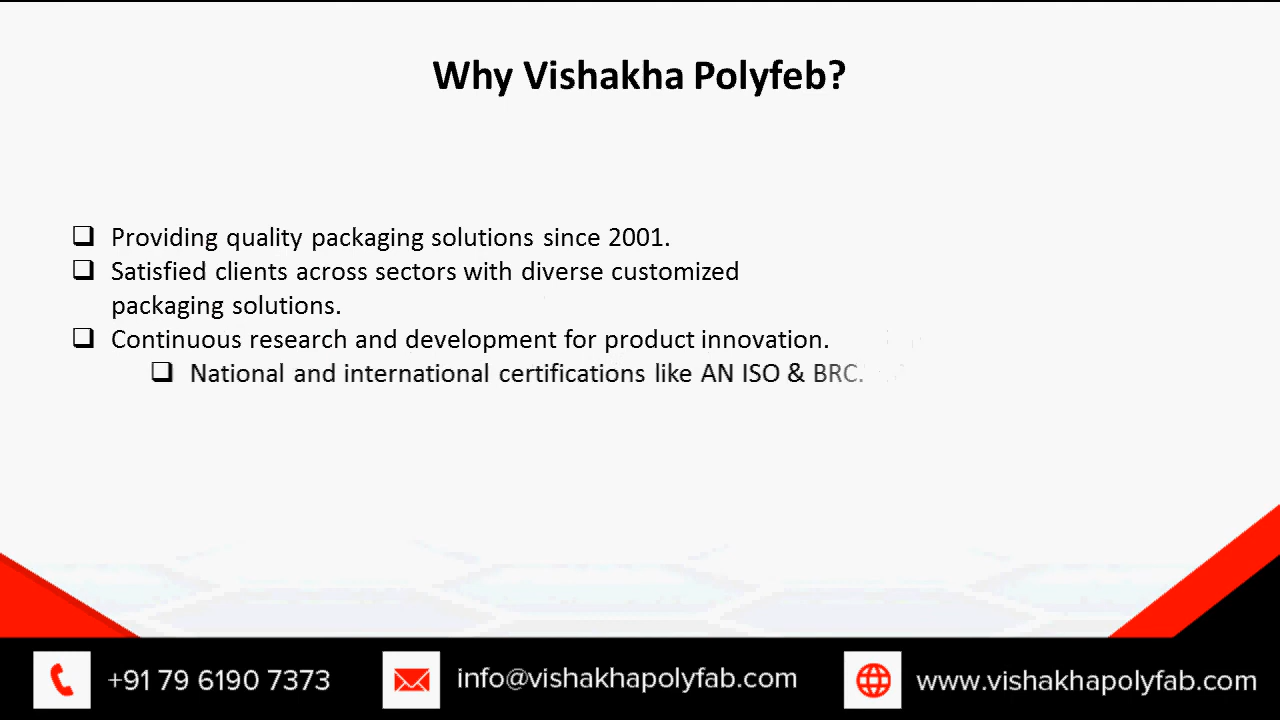 Why Vishakha Polyfeb?
Providing quality packaging solutions since 2001.
Satisfied clients across sectors with diverse customized
packaging solutions.
Continuous research and development for product innovation.
National and international certifications like AN ISO & BRC.
+91 79 6190 7373
info@vishakhapolyfab.com
www.vishakhapolyfab.com